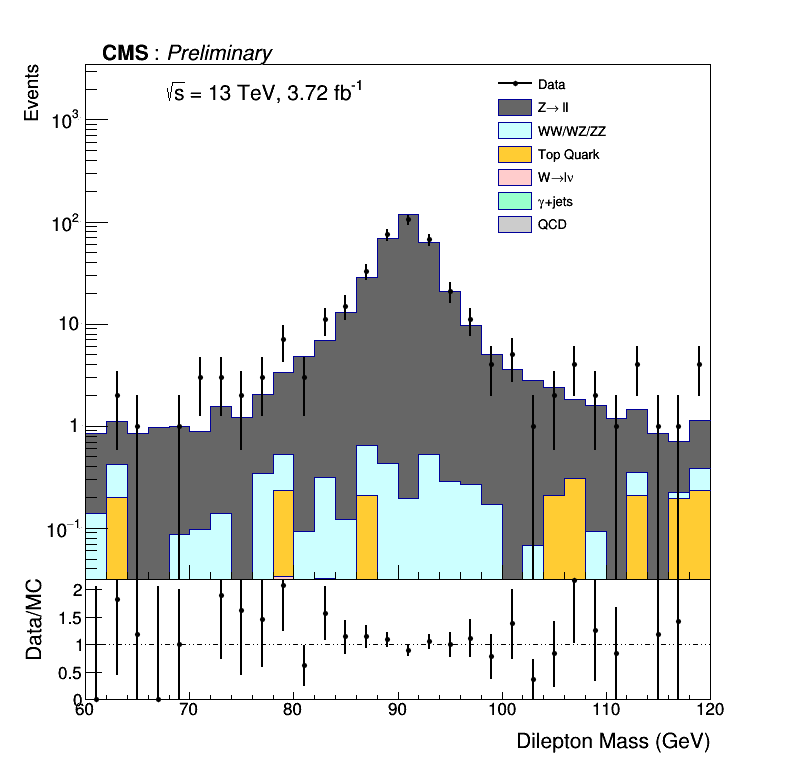 CMS : Preliminary
√s = 13 TeV, 3.72 fb⁻¹
Events
10³
10²
10
1
10⁻¹
Data
Z→ ll
WW/WZ/ZZ
Top Quark
W→lν
γ+jets
QCD
Data/MC
2
1.5
1
0.5
0
60 70 80 90 100 110 120
Dilepton Mass (GeV)